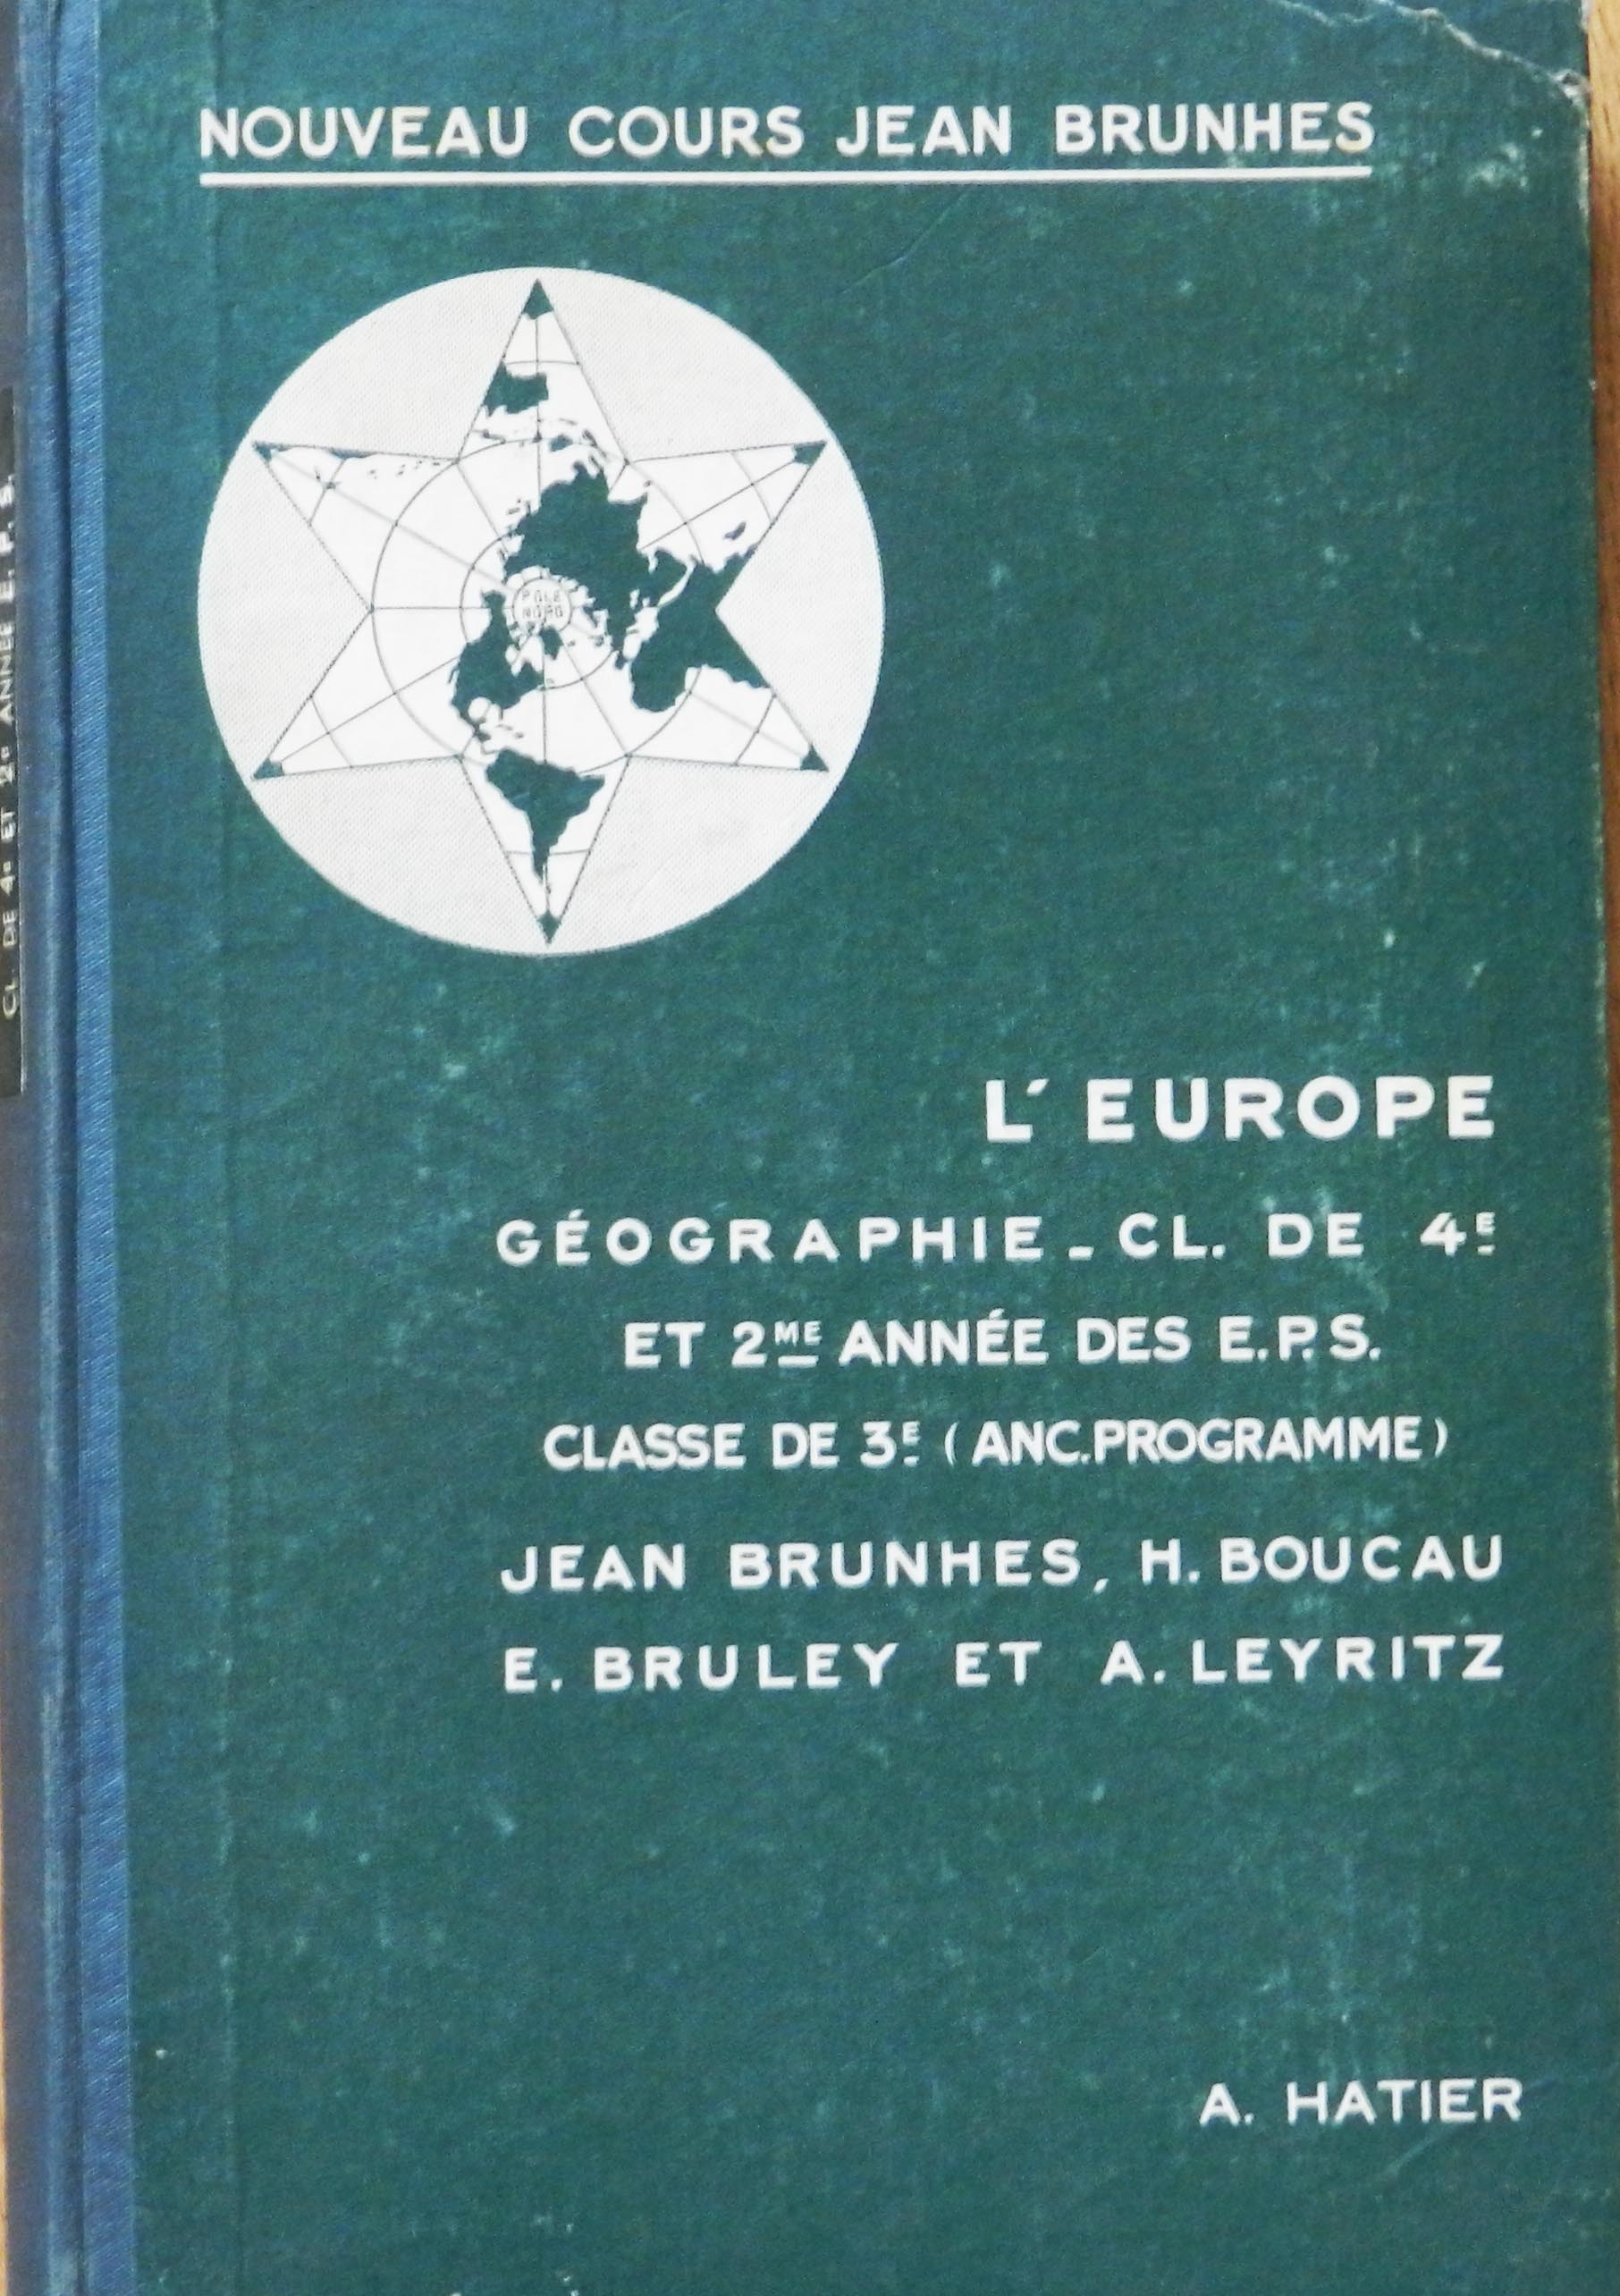 NOUVEAU COURS JEAN BRUNHES
POLE
NORD
L'EUROPE
GÉOGRAPHIE - CL. DE 4E
ET 2ME ANNÉE DES E.P.S.
CLASSE DE 3E (ANC.PROGRAMME)
JEAN BRUNHES, H. BOUCAU
E. BRULEY ET A. LEYRITZ
A. HATIER
CL. DE 4e ET 2e ANNÉE E. P. S.